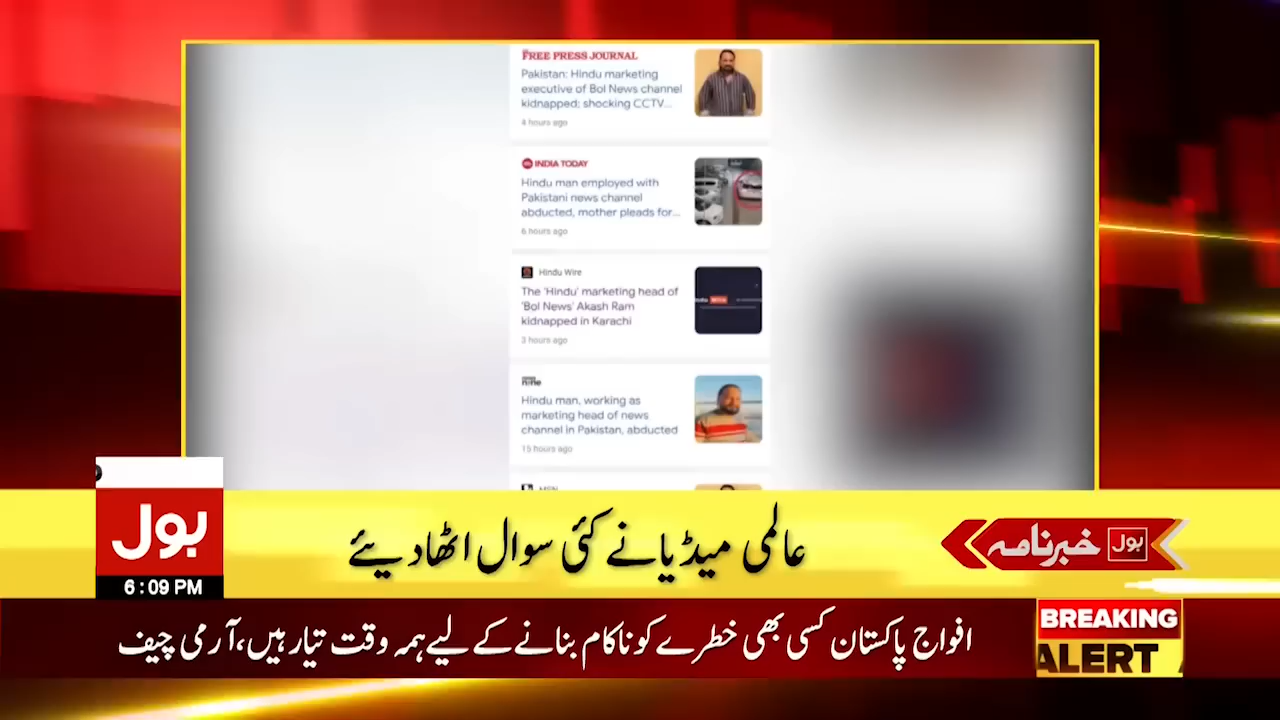 FREE PRESS JOURNAL
Pakistan: Hindu marketing
executive of Bol News channel
kidnapped; shocking CCTV...
4 hours ago
INDIA TODAY
Hindu man employed with
Pakistani news channel
abducted, mother pleads for...
6 hours ago
Hindu Wire
The 'Hindu' marketing head of
'Bol News' Akash Ram
kidnapped in Karachi
3 hours ago
Hindu man, working as
marketing head of news
channel in Pakistan, abducted
15 hours ago
بول
6:09 PM
عالمی میڈیا نے کئی سوال اٹھا دیئے
بول خبرنامہ
افواج پاکستان کسی بھی خطرے کو ناکام بنانے کے لیے ہمہ وقت تیار ہیں، آرمی چیف
BREAKING
ALERT